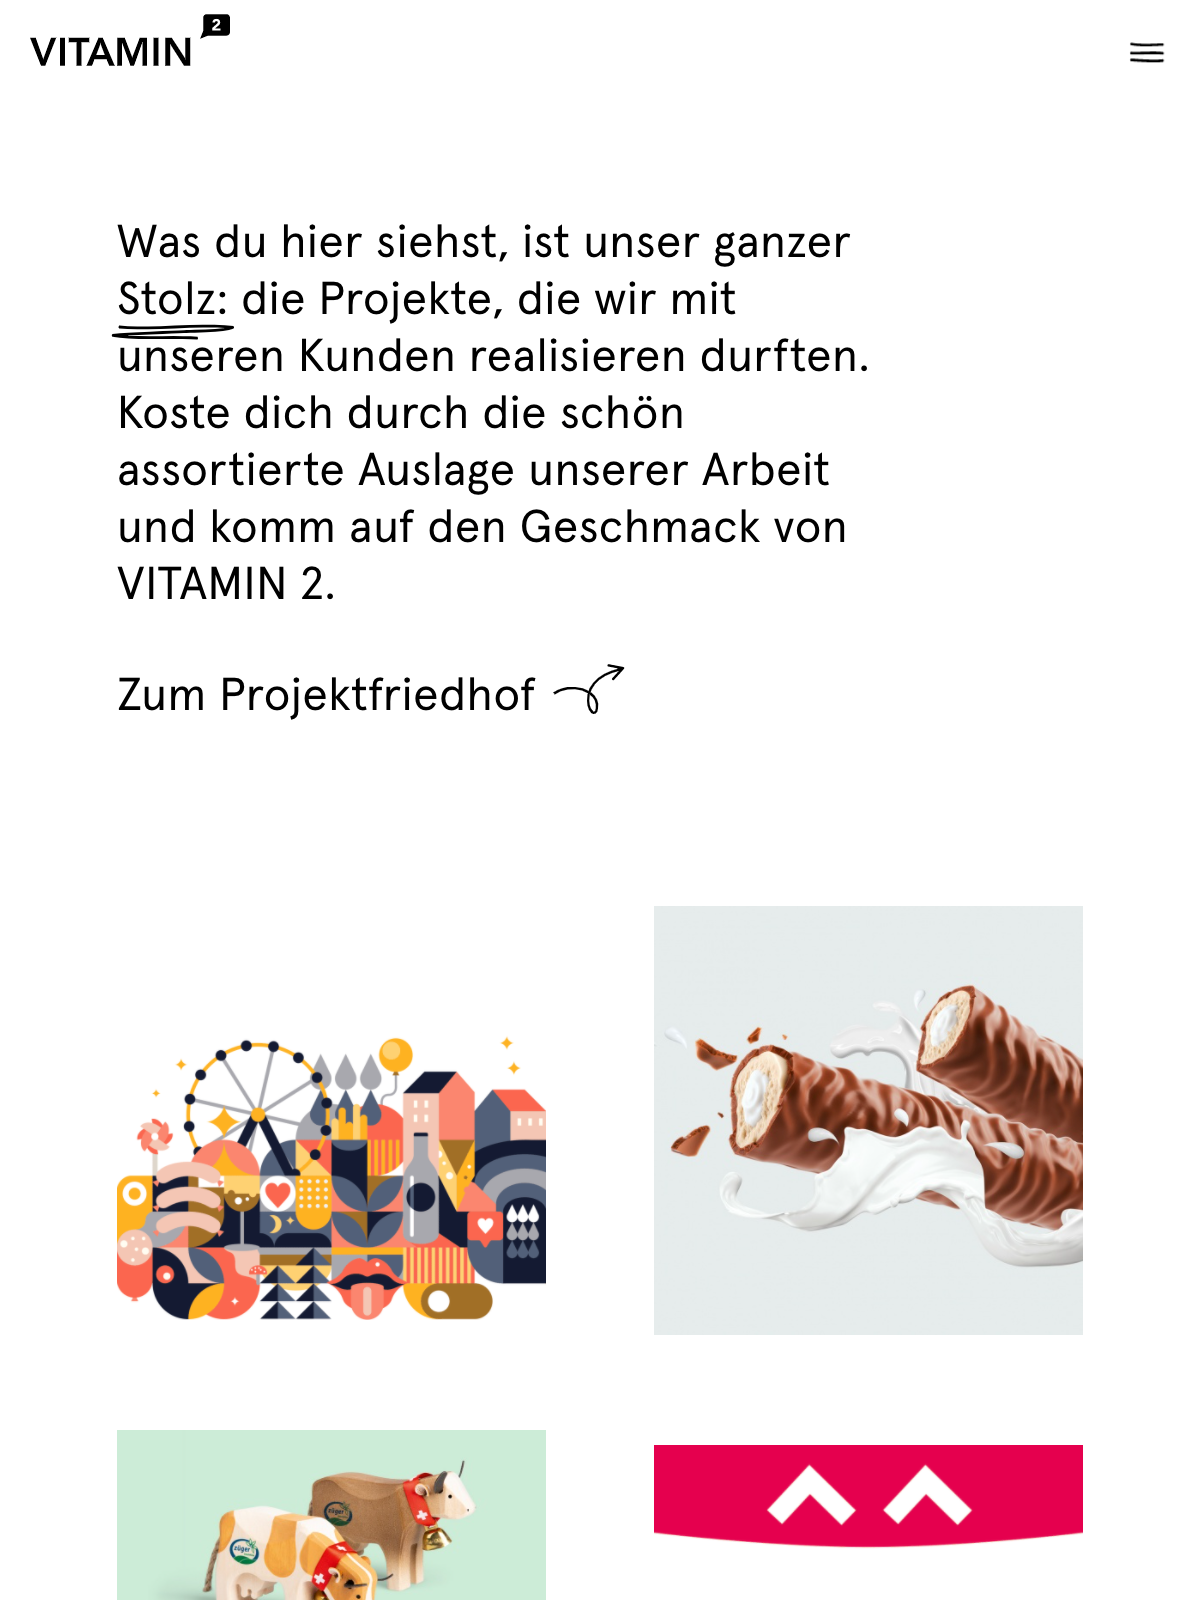 VITAMIN 2
Was du hier siehst, ist unser ganzer
Stolz: die Projekte, die wir mit
unseren Kunden realisieren durften.
Koste dich durch die schön
assortierte Auslage unserer Arbeit
und komm auf den Geschmack von
VITAMIN 2.
Zum Projektfriedhof
züger
züger